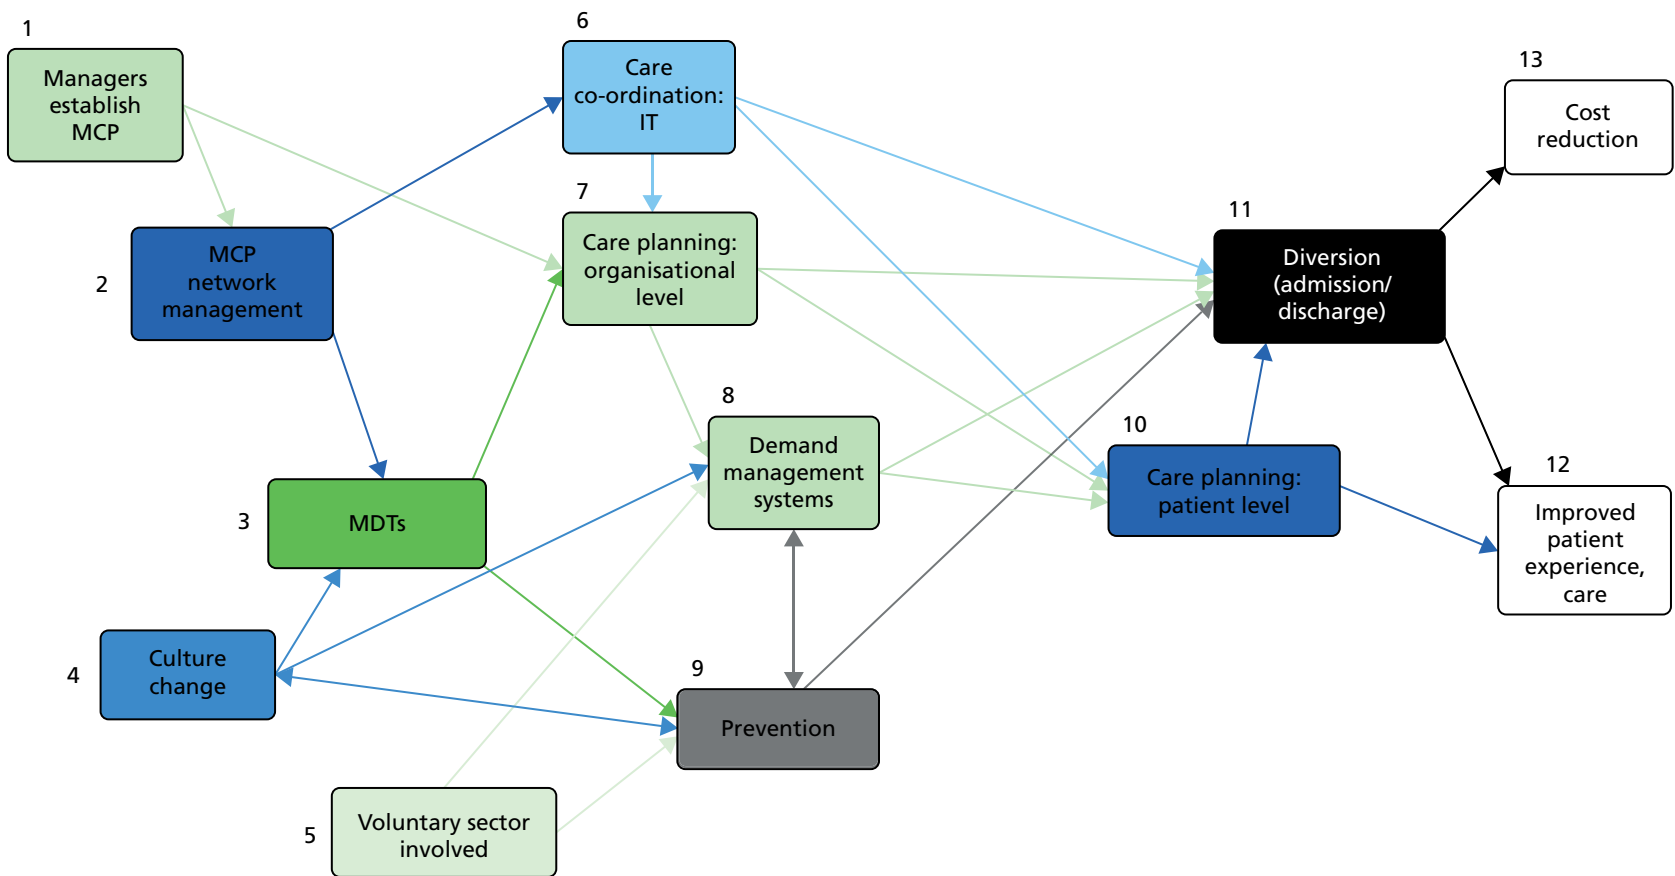 1
Managers
establish
MCP
2
MCP
network
management
3
MDTs
4
Culture
change
5
Voluntary sector
involved
6
Care
co-ordination:
IT
7
Care planning:
organisational
level
8
Demand
management
systems
9
Prevention
10
Care planning:
patient level
11
Diversion
(admission/
discharge)
12
Improved
patient
experience,
care
13
Cost
reduction